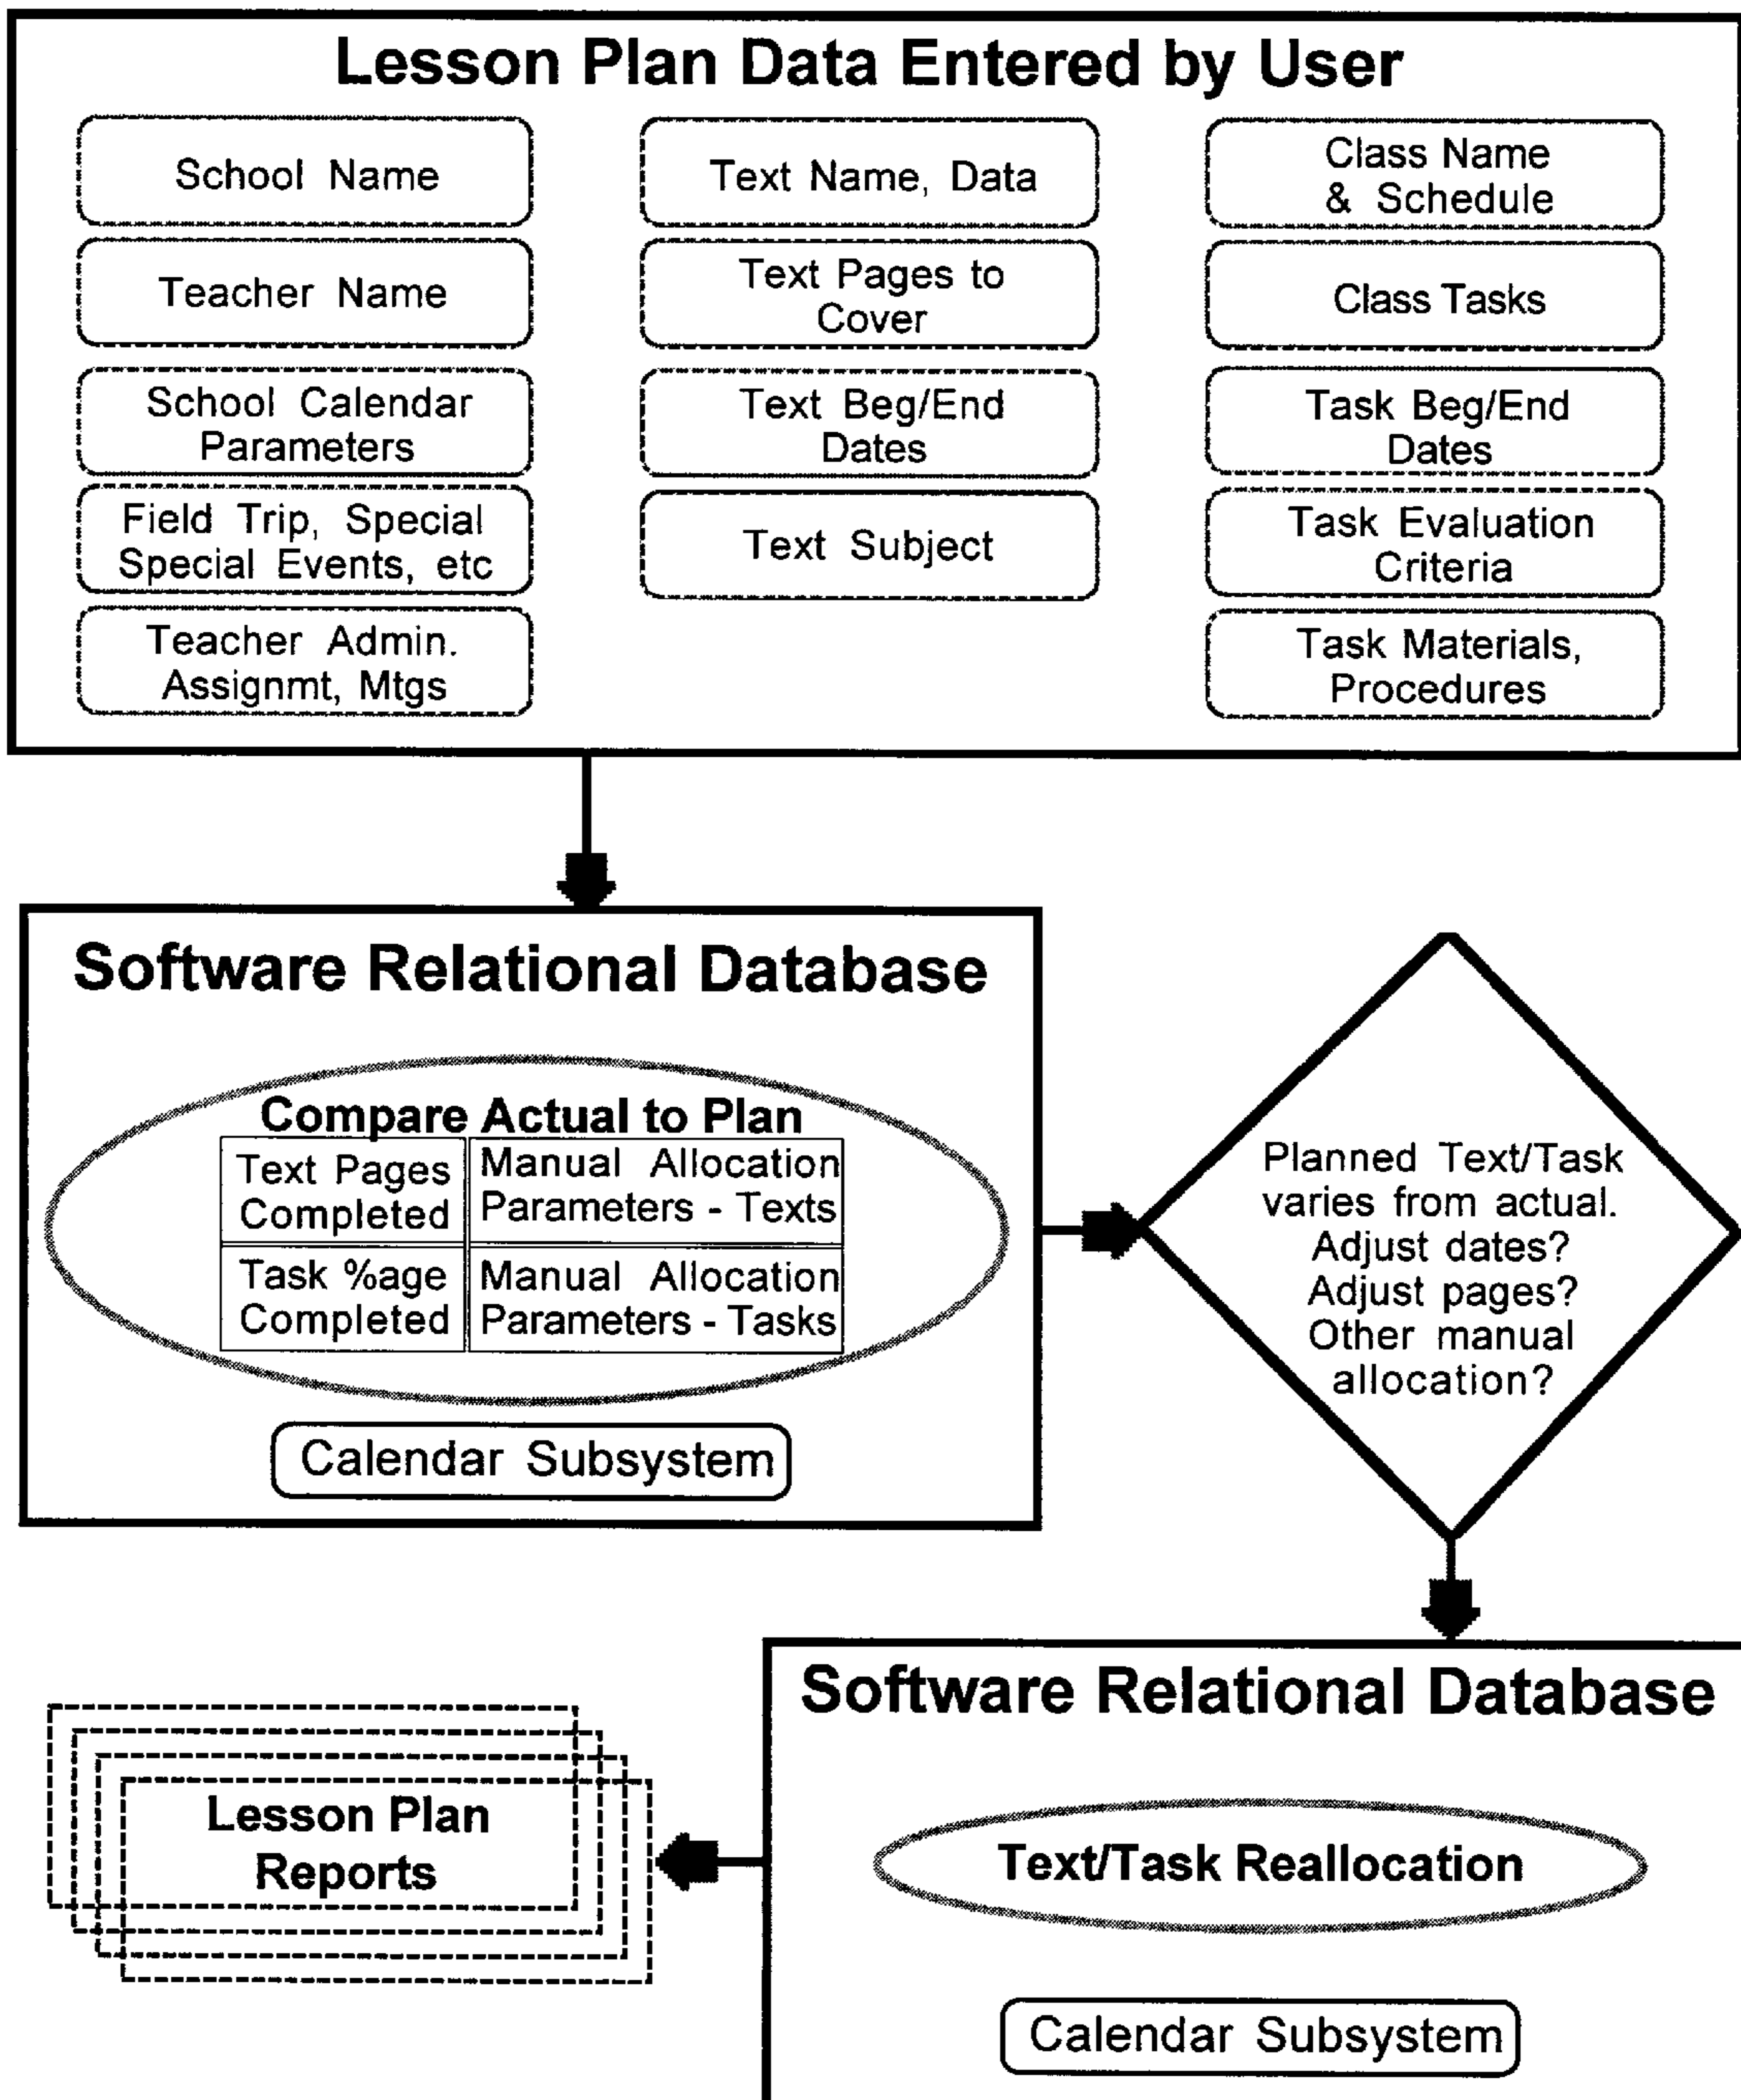 Lesson Plan Data Entered by User
School Name
Teacher Name
School Calendar
Parameters
Field Trip, Special
Special Events, etc
Teacher Admin.
Assignmt, Mtgs
Text Name, Data
Text Pages to
Cover
Text Beg/End
Dates
Text Subject
Class Name
& Schedule
Class Tasks
Task Beg/End
Dates
Task Evaluation
Criteria
Task Materials,
Procedures
Software Relational Database
Compare Actual to Plan
Text Pages
Completed
Manual Allocation
Parameters - Texts
Task %age
Completed
Manual Allocation
Parameters - Tasks
Calendar Subsystem
Planned Text/Task
varies from actual.
Adjust dates?
Adjust pages?
Other manual
allocation?
Software Relational Database
Text/Task Reallocation
Calendar Subsystem
Lesson Plan
Reports